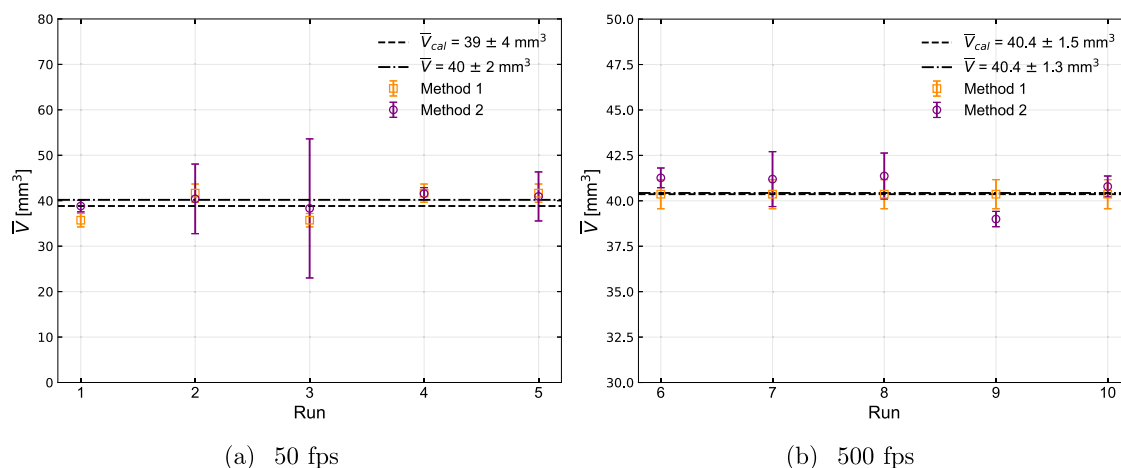 80
70
60
50
40
30
20
10
0
V̅ [mm³]
1 2 3 4 5
Run
V̅cal = 39 ± 4 mm³
V̅ = 40 ± 2 mm³
Method 1
Method 2
(a) 50 fps
50.0
47.5
45.0
42.5
40.0
37.5
35.0
32.5
30.0
V̅ [mm³]
6 7 8 9 10
Run
V̅cal = 40.4 ± 1.5 mm³
V̅ = 40.4 ± 1.3 mm³
Method 1
Method 2
(b) 500 fps